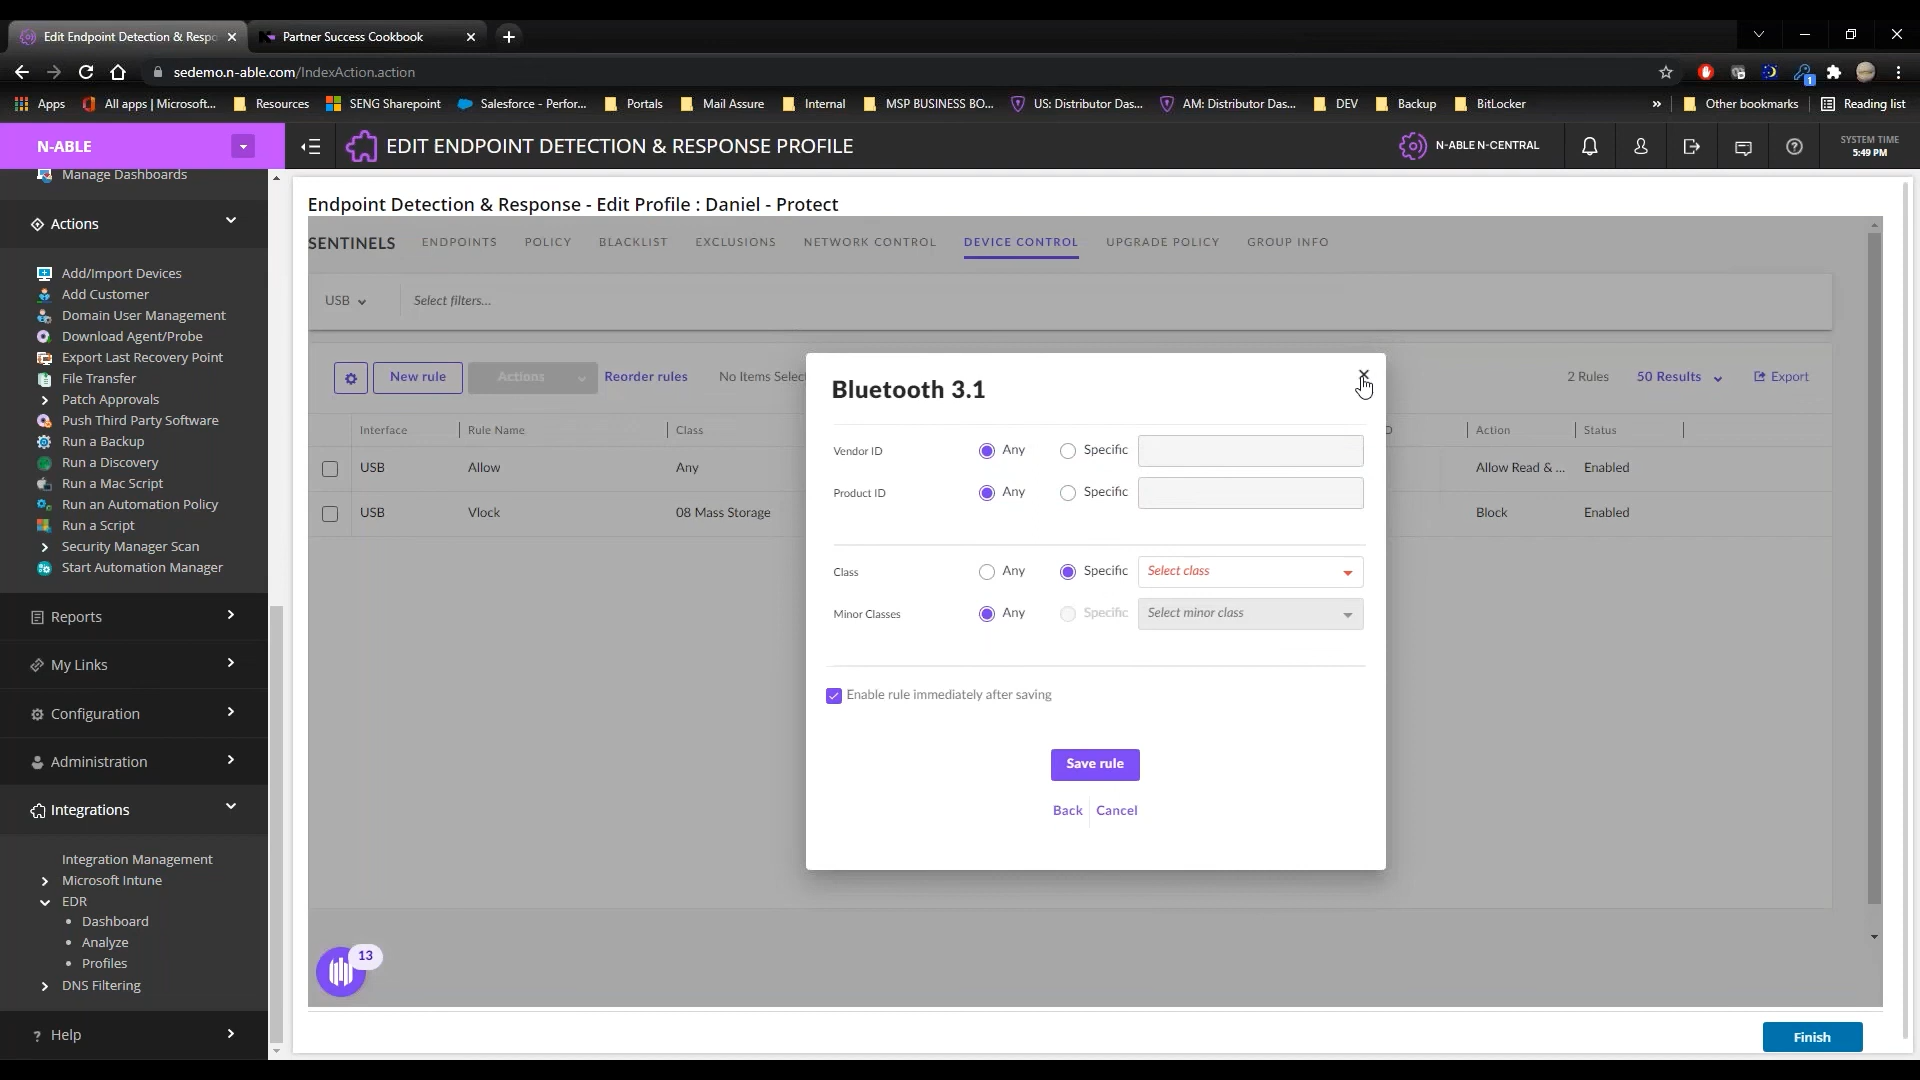 Edit Endpoint Detection & Respo
Partner Success Cookbook
sedemo.n-able.com/IndexAction.action
1
Apps
All apps | Microsoft...
Resources
SENG Sharepoint
Salesforce - Perfor...
Portals
Mail Assure
Internal
MSP BUSINESS BO...
US: Distributor Das...
AM: Distributor Das...
DEV
Backup
BitLocker
»
Other bookmarks
Reading list
N-ABLE
EDIT ENDPOINT DETECTION & RESPONSE PROFILE
N-ABLE N-CENTRAL
SYSTEM TIME
5:49 PM
Manage Dashboards
Actions
Add/Import Devices
Add Customer
Domain User Management
Download Agent/Probe
Export Last Recovery Point
File Transfer
Patch Approvals
Push Third Party Software
Run a Backup
Run a Discovery
Run a Mac Script
Run an Automation Policy
Run a Script
Security Manager Scan
Start Automation Manager
Reports
My Links
Configuration
Administration
Integrations
Integration Management
Microsoft Intune
EDR
Dashboard
Analyze
Profiles
DNS Filtering
Help
Endpoint Detection & Response - Edit Profile : Daniel - Protect
SENTINELS
ENDPOINTS
POLICY
BLACKLIST
EXCLUSIONS
NETWORK CONTROL
DEVICE CONTROL
UPGRADE POLICY
GROUP INFO
USB
Select filters...
New rule
Actions
Reorder rules
No Items Selec
2 Rules
50 Results
Export
Interface
Rule Name
Class
Action
Status
USB
Allow
Any
Allow Read & ...
Enabled
USB
Vlock
08 Mass Storage
Block
Enabled
Bluetooth 3.1
Vendor ID
Any
Specific
Product ID
Any
Specific
Class
Any
Specific
Select class
Minor Classes
Any
Specific
Select minor class
Enable rule immediately after saving
Save rule
Back
Cancel
13
Finish